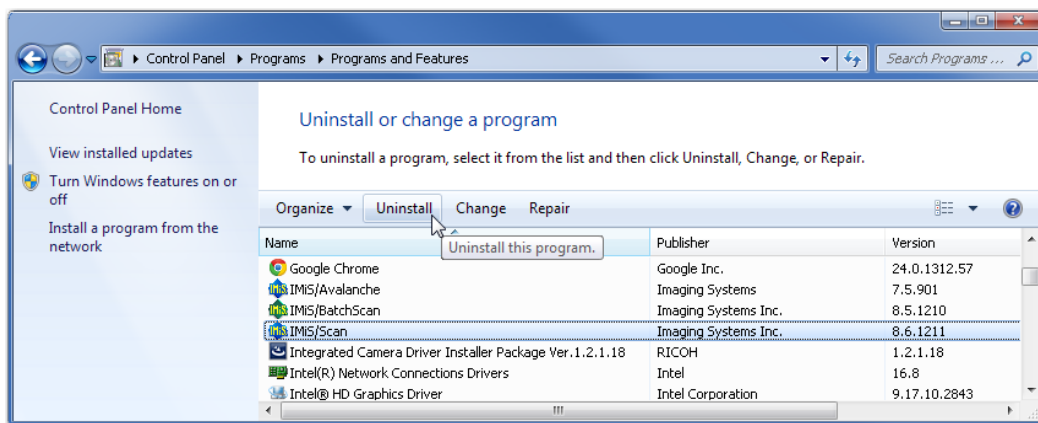 Control Panel Programs Programs and Features Search Programs ...
Control Panel Home
View installed updates
Turn Windows features on or
off
Install a program from the
network
Uninstall or change a program
To uninstall a program, select it from the list and then click Uninstall, Change, or Repair.
Organize Uninstall Change Repair
Uninstall this program.
Name Publisher Version
Google Chrome Google Inc. 24.0.1312.57
IMiS/Avalanche Imaging Systems 7.5.901
IMiS/BatchScan Imaging Systems Inc. 8.5.1210
IMiS/Scan Imaging Systems Inc. 8.6.1211
Integrated Camera Driver Installer Package Ver.1.2.1.18 RICOH 1.2.1.18
Intel(R) Network Connections Drivers Intel 16.8
Intel® HD Graphics Driver Intel Corporation 9.17.10.2843